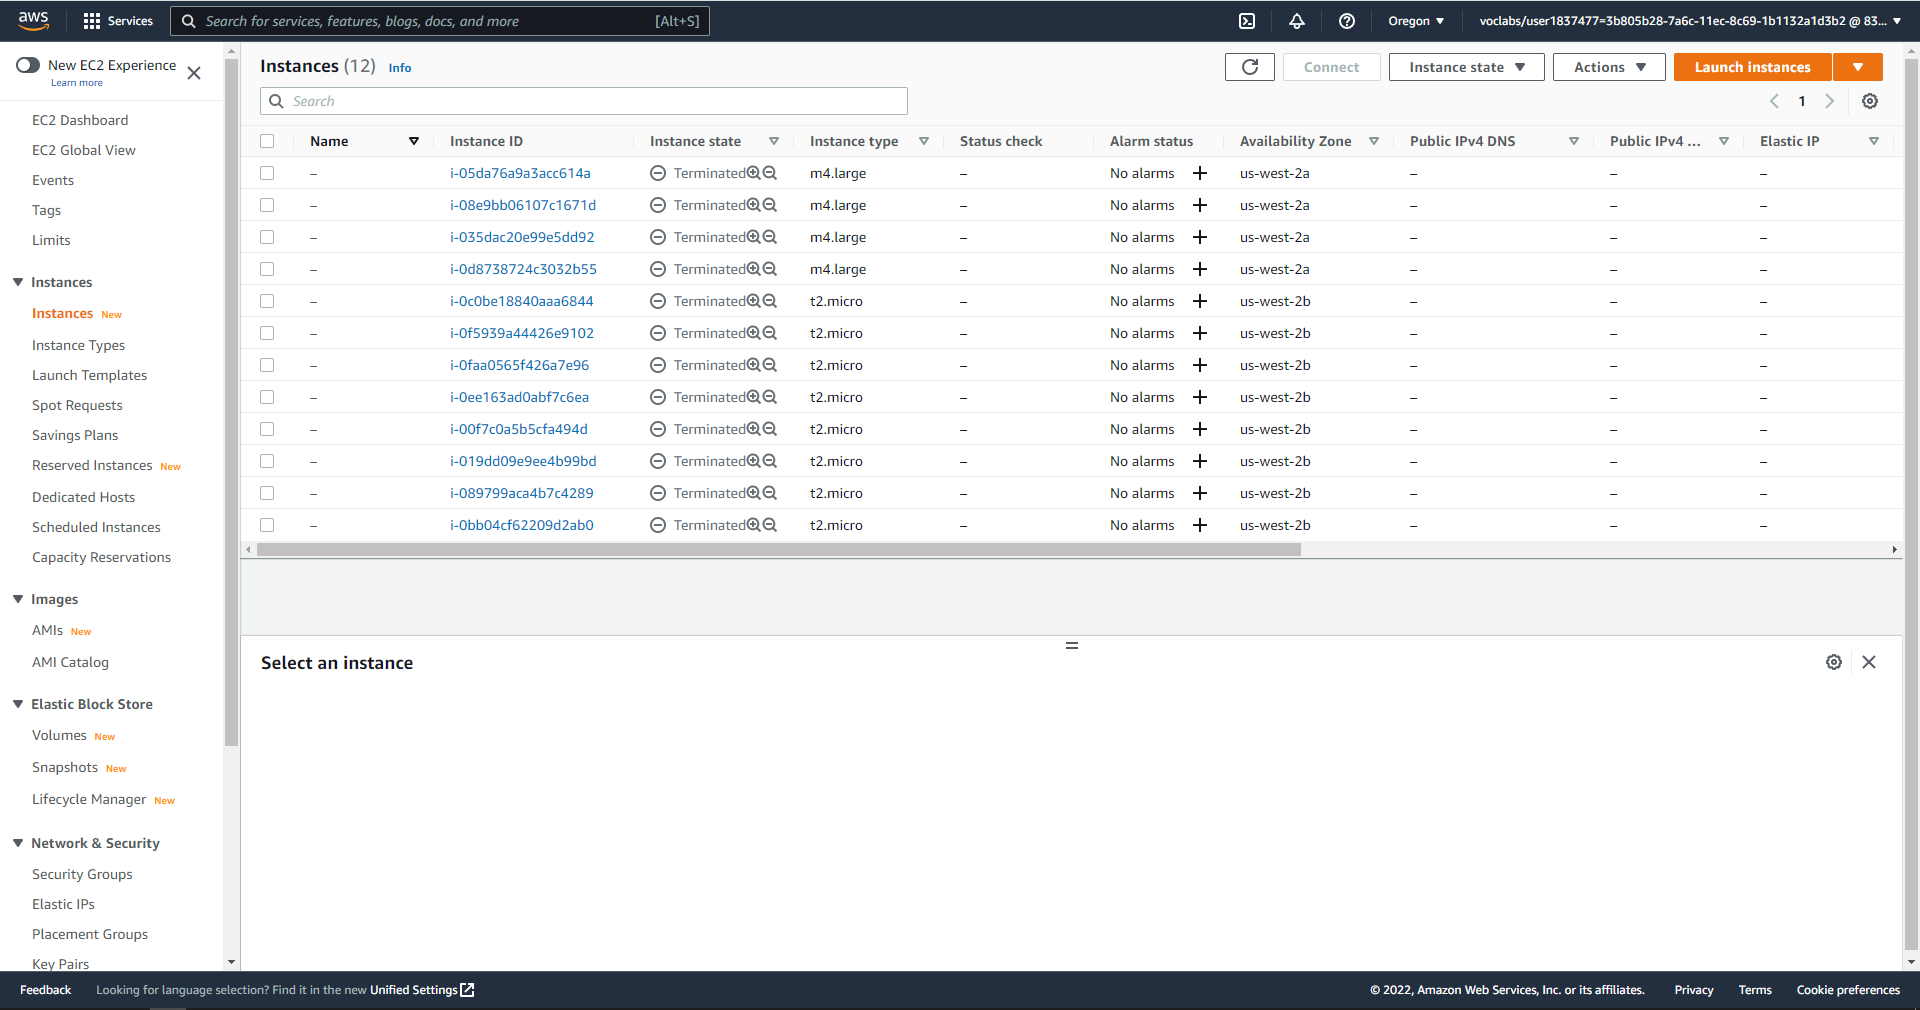 aws Services Search for services, features, blogs, docs, and more [Alt+S] Oregon ▼ voclabs/user1837477=3b805b28-7a6c-11ec-8c69-1b1132a1d3b2 @ 83... ▼
New EC2 Experience
Learn more
EC2 Dashboard
EC2 Global View
Events
Tags
Limits
Instances
Instances New
Instance Types
Launch Templates
Spot Requests
Savings Plans
Reserved Instances New
Dedicated Hosts
Scheduled Instances
Capacity Reservations
Images
AMIs New
AMI Catalog
Elastic Block Store
Volumes New
Snapshots New
Lifecycle Manager New
Network & Security
Security Groups
Elastic IPs
Placement Groups
Key Pairs
Instances (12) Info Connect Instance state ▼ Actions ▼ Launch instances ▼
Search 1
Name Instance ID Instance state Instance type Status check Alarm status Availability Zone Public IPv4 DNS Public IPv4 ... Elastic IP
– i-05da76a9a3acc614a Terminated m4.large – No alarms + us-west-2a – – –
– i-08e9bb06107c1671d Terminated m4.large – No alarms + us-west-2a – – –
– i-035dac20e99e5dd92 Terminated m4.large – No alarms + us-west-2a – – –
– i-0d8738724c3032b55 Terminated m4.large – No alarms + us-west-2a – – –
– i-0c0be18840aaa6844 Terminated t2.micro – No alarms + us-west-2b – – –
– i-0f5939a44426e9102 Terminated t2.micro – No alarms + us-west-2b – – –
– i-0faa0565f426a7e96 Terminated t2.micro – No alarms + us-west-2b – – –
– i-0ee163ad0abf7c6ea Terminated t2.micro – No alarms + us-west-2b – – –
– i-00f7c0a5b5cfa494d Terminated t2.micro – No alarms + us-west-2b – – –
– i-019dd09e9ee4b99bd Terminated t2.micro – No alarms + us-west-2b – – –
– i-089799aca4b7c4289 Terminated t2.micro – No alarms + us-west-2b – – –
– i-0bb04cf62209d2ab0 Terminated t2.micro – No alarms + us-west-2b – – –
Select an instance
Feedback Looking for language selection? Find it in the new Unified Settings © 2022, Amazon Web Services, Inc. or its affiliates. Privacy Terms Cookie preferences